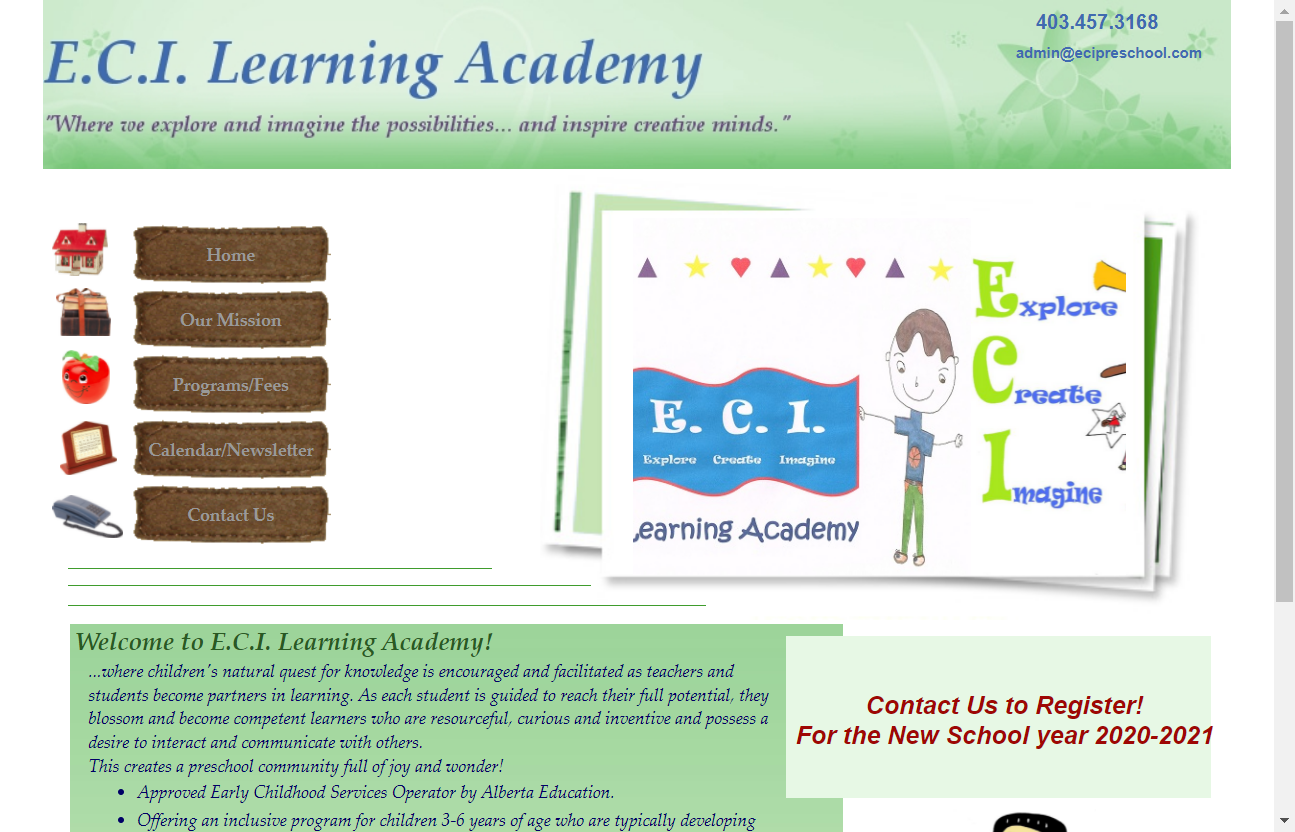 403.457.3168
E.C.I. Learning Academy
admin@ecipreschool.com
"Where we explore and imagine the possibilities... and inspire creative minds."
Home
Our Mission
Programs/Fees
Calendar/Newsletter
Contact Us
E. C. I.
Explore Create Imagine
Learning Academy
Explore
Create
Imagine
Welcome to E.C.I. Learning Academy!
...where children's natural quest for knowledge is encouraged and facilitated as teachers and
students become partners in learning. As each student is guided to reach their full potential, they
blossom and become competent learners who are resourceful, curious and inventive and possess a
desire to interact and communicate with others.
This creates a preschool community full of joy and wonder!
• Approved Early Childhood Services Operator by Alberta Education.
• Offering an inclusive program for children 3-6 years of age who are typically developing
Contact Us to Register!
For the New School year 2020-2021